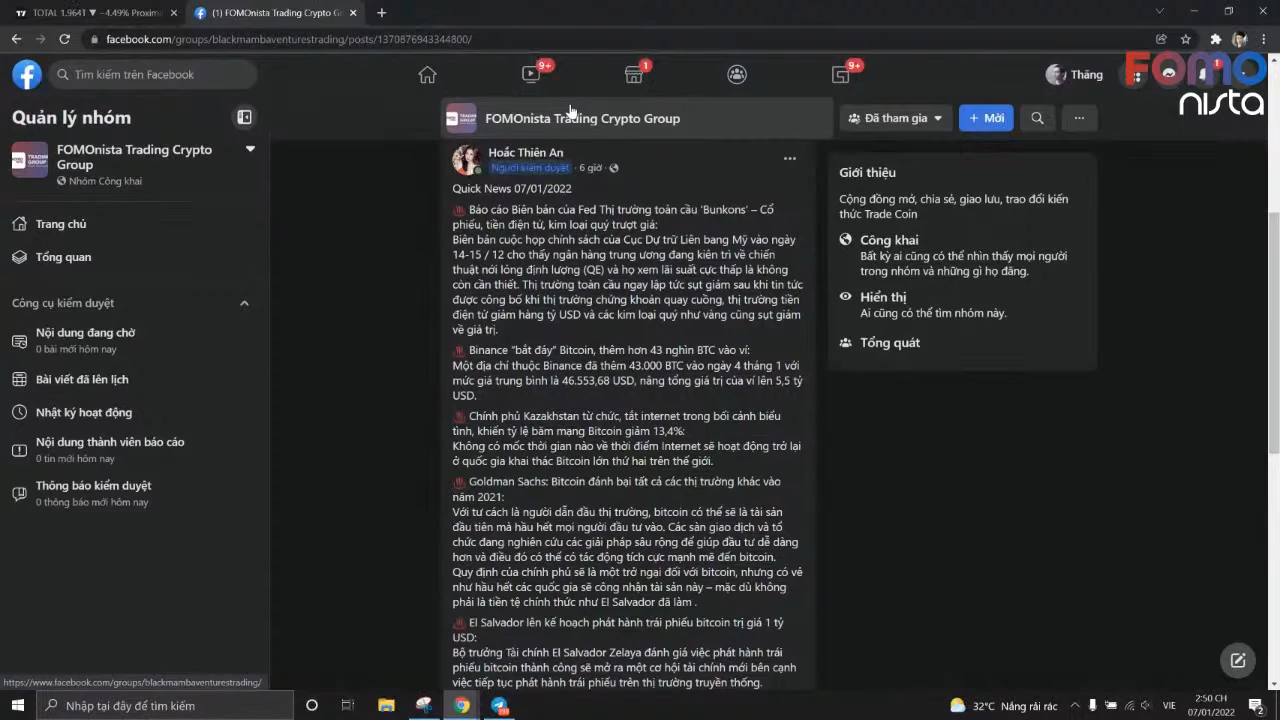 TOTAL 1.964T ▼ −4.49% Proxim
(1) FOMOnista Trading Crypto Gr
facebook.com/groups/blackmambaventurestrading/posts/1370876943344800/
Tìm kiếm trên Facebook
9+
1
9+
Thăng
FOMO
nista
Quản lý nhóm
FOMOnista Trading Crypto
Group
Nhóm Công khai
Trang chủ
Tổng quan
Công cụ kiểm duyệt
Nội dung đang chờ
0 bài mới hôm nay
Bài viết đã lên lịch
Nhật ký hoạt động
Nội dung thành viên báo cáo
0 tin mới hôm nay
Thông báo kiểm duyệt
0 thông báo mới hôm nay
FOMOnista Trading Crypto Group
Đã tham gia
+ Mời
Hoắc Thiên An
Người kiểm duyệt · 6 giờ ·
Quick News 07/01/2022
Báo cáo Biên bản của Fed Thị trường toàn cầu 'Bunkons' – Cổ
phiếu, tiền điện tử, kim loại quý trượt giá:
Biên bản cuộc họp chính sách của Cục Dự trữ Liên bang Mỹ vào ngày
14-15 / 12 cho thấy ngân hàng trung ương đang kiên trì về chiến
thuật nới lỏng định lượng (QE) và họ xem lãi suất cực thấp là không
còn cần thiết. Thị trường toàn cầu ngay lập tức sụt giảm sau khi tin tức
được công bố khi thị trường chứng khoán quay cuồng, thị trường tiền
điện tử giảm hàng tỷ USD và các kim loại quý như vàng cũng sụt giảm
về giá trị.
Binance “bắt đáy” Bitcoin, thêm hơn 43 nghìn BTC vào ví:
Một địa chỉ thuộc Binance đã thêm 43.000 BTC vào ngày 4 tháng 1 với
mức giá trung bình là 46.553,68 USD, nâng tổng giá trị của ví lên 5,5 tỷ
USD.
Chính phủ Kazakhstan từ chức, tắt internet trong bối cảnh biểu
tình, khiến tỷ lệ băm mạng Bitcoin giảm 13,4%:
Không có mốc thời gian nào về thời điểm Internet sẽ hoạt động trở lại
ở quốc gia khai thác Bitcoin lớn thứ hai trên thế giới.
Goldman Sachs: Bitcoin đánh bại tất cả các thị trường khác vào
năm 2021:
Với tư cách là người dẫn đầu thị trường, bitcoin có thể sẽ là tài sản
đầu tiên mà hầu hết mọi người đầu tư vào. Các sàn giao dịch và tổ
chức đang nghiên cứu các giải pháp sâu rộng để giúp đầu tư dễ dàng
hơn và điều đó có thể có tác động tích cực mạnh mẽ đến bitcoin.
Quy định của chính phủ sẽ là một trở ngại đối với bitcoin, nhưng có vẻ
như hầu hết các quốc gia sẽ công nhận tài sản này – mặc dù không
phải là tiền tệ chính thức như El Salvador đã làm .
El Salvador lên kế hoạch phát hành trái phiếu bitcoin trị giá 1 tỷ
USD:
Bộ trưởng Tài chính El Salvador Zelaya đánh giá việc phát hành trái
phiếu bitcoin thành công sẽ mở ra một cơ hội tài chính mới bên cạnh
việc tiếp tục phát hành trái phiếu trên thị trường truyền thống.
Giới thiệu
Cộng đồng mở, chia sẻ, giao lưu, trao đổi kiến
thức Trade Coin
Công khai
Bất kỳ ai cũng có thể nhìn thấy mọi người
trong nhóm và những gì họ đăng.
Hiển thị
Ai cũng có thể tìm nhóm này.
Tổng quát
https://www.facebook.com/groups/blackmambaventurestrading/
Nhập tại đây để tìm kiếm
32°C Nắng rải rác
VIE
2:50 CH
07/01/2022
2